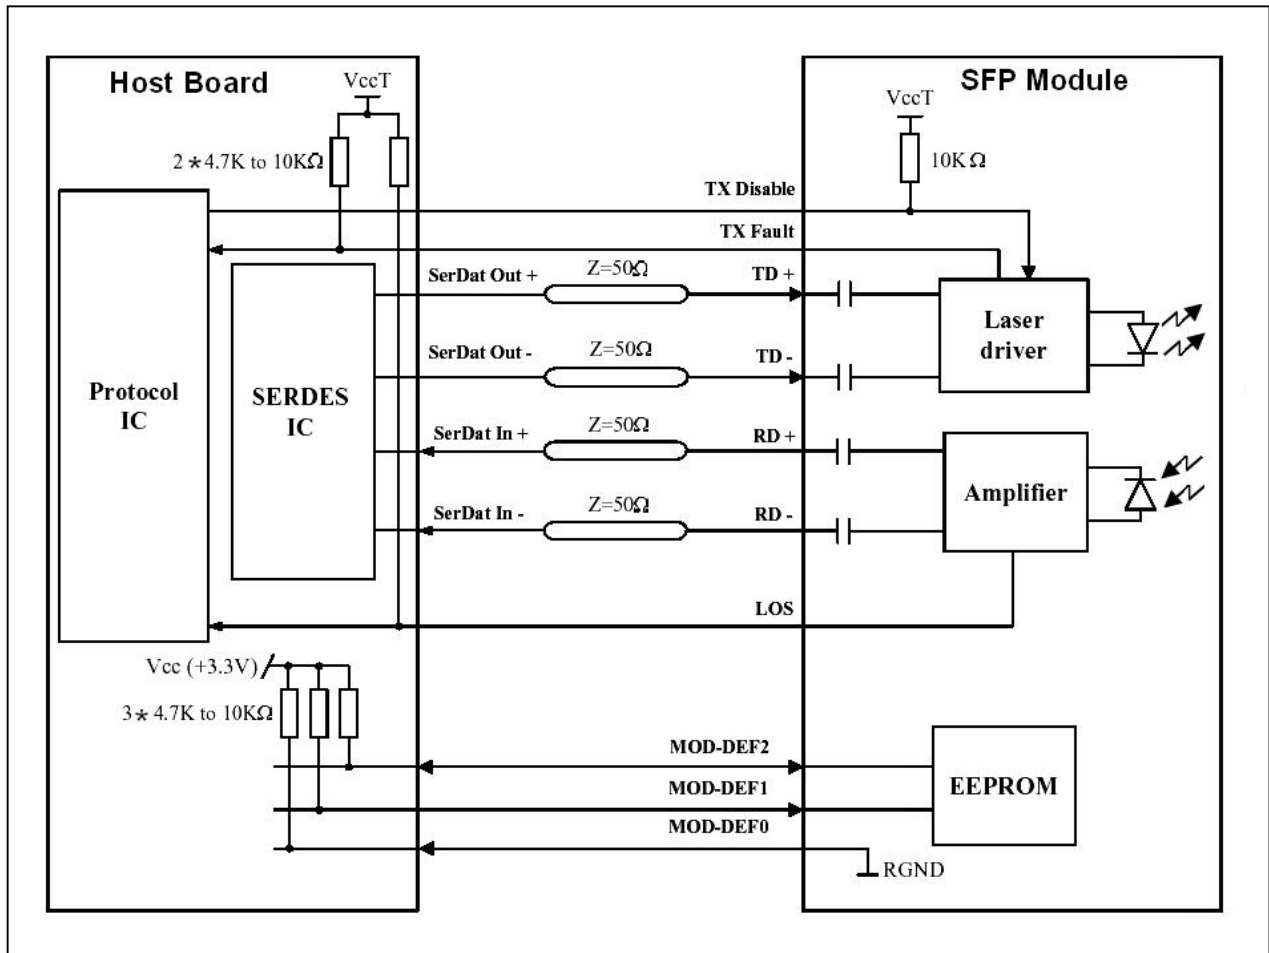 Host Board
SFP Module
VccT
VccT
2*4.7K to 10KΩ
10K Ω
TX Disable
TX Fault
SerDat Out +
Z=50Ω
TD +
Laser
driver
SerDat Out -
Z=50Ω
TD -
Protocol
IC
SERDES
IC
SerDat In +
Z=50Ω
RD +
Amplifier
SerDat In -
Z=50Ω
RD -
LOS
Vcc (+3.3V)
3*4.7K to 10KΩ
MOD-DEF2
MOD-DEF1
EEPROM
MOD-DEF0
RGND